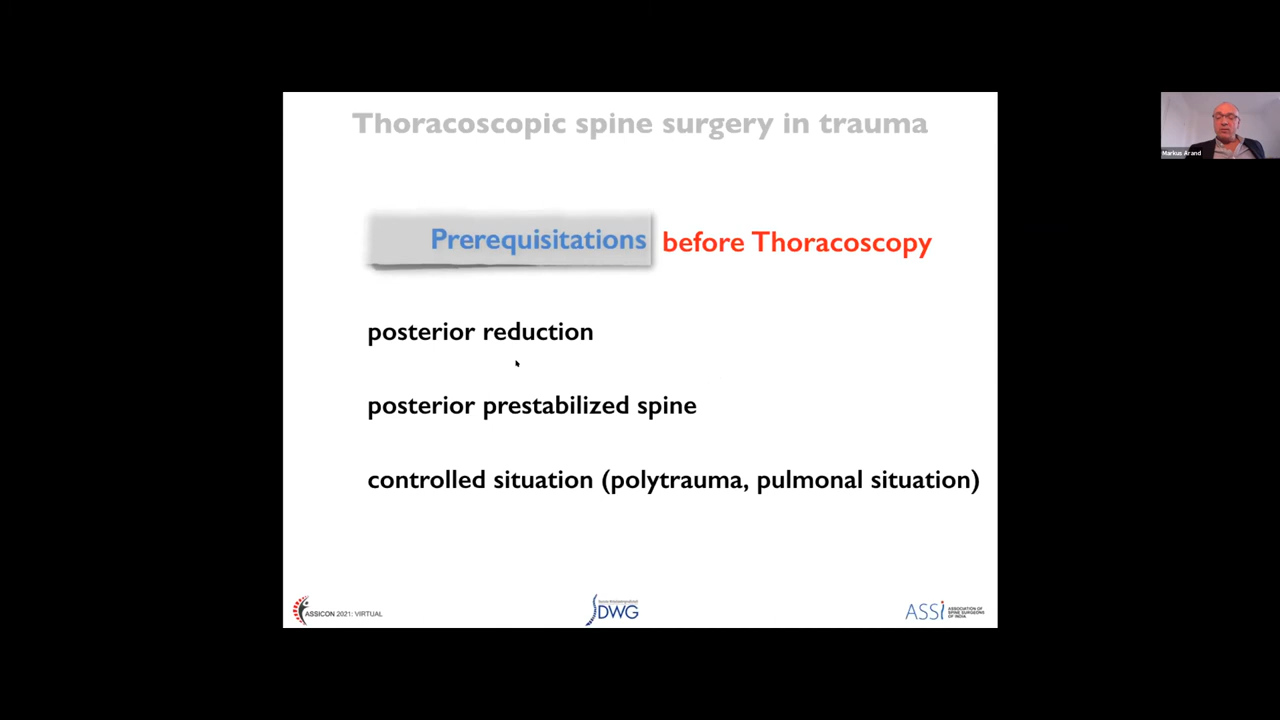 Thoracoscopic spine surgery in trauma
Prerequisitations before Thoracoscopy
posterior reduction
posterior prestabilized spine
controlled situation (polytrauma, pulmonal situation)
Markus Arand
ASSICON 2021: VIRTUAL
DWG
ASSI ASSOCIATION OF
SPINE SURGEONS
OF INDIA